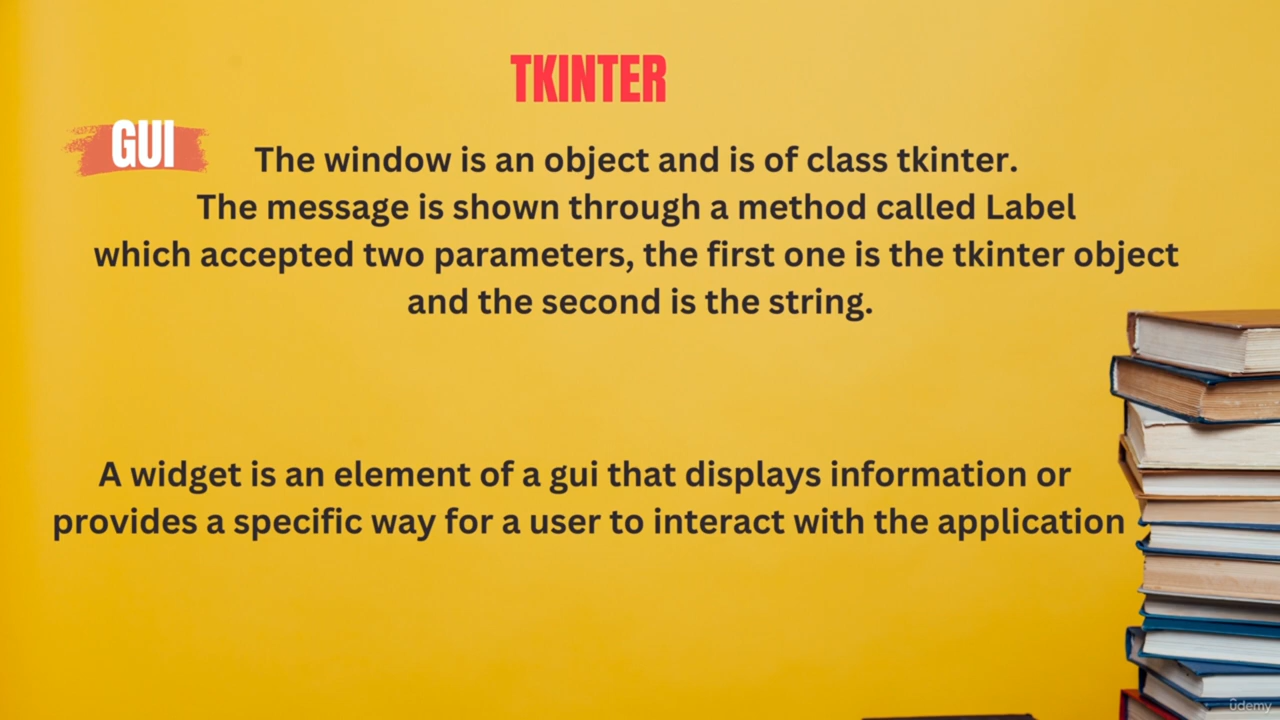 TKINTER
GUI
The window is an object and is of class tkinter.
The message is shown through a method called Label
which accepted two parameters, the first one is the tkinter object
and the second is the string.
A widget is an element of a gui that displays information or
provides a specific way for a user to interact with the application
udemy